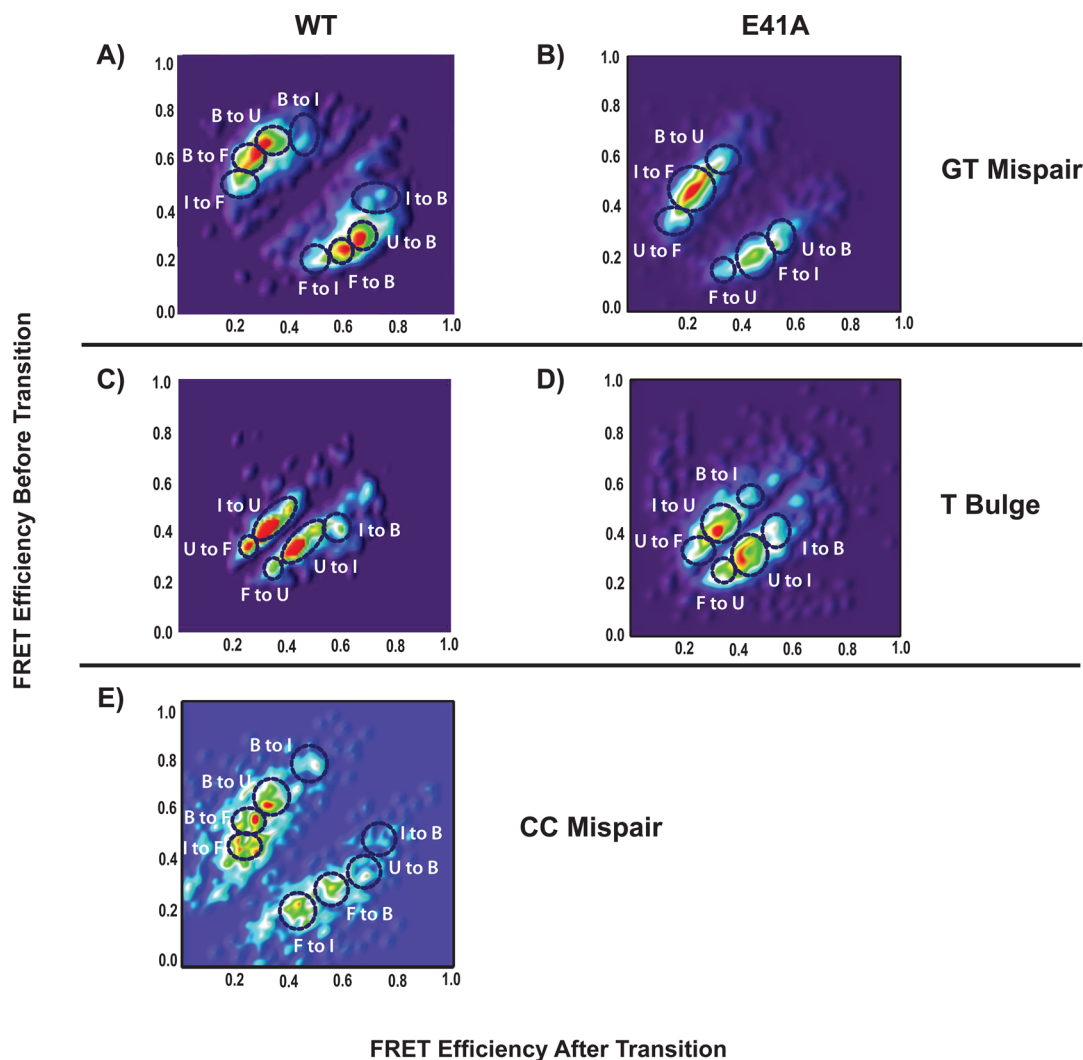 WT
E41A
A)
B)
1.0
0.8
0.6
0.4
0.2
0.0
0.2
0.4
0.6
0.8
1.0
B to I
B to U
B to F
I to F
I to B
U to B
F to B
F to I
1.0
0.8
0.6
0.4
0.2
0.0
0.2
0.4
0.6
0.8
1.0
B to U
I to F
U to F
U to B
F to I
F to U
GT Mispair
C)
D)
1.0
0.8
0.6
0.4
0.2
0.0
0.2
0.4
0.6
0.8
1.0
I to U
U to F
I to B
U to I
F to U
1.0
0.8
0.6
0.4
0.2
0.0
0.2
0.4
0.6
0.8
1.0
B to I
I to U
U to F
I to B
U to I
F to U
T Bulge
E)
1.0
0.8
0.6
0.4
0.2
0.0
0.2
0.4
0.6
0.8
1.0
B to I
B to U
B to F
I to F
I to B
U to B
F to B
F to I
CC Mispair
FRET Efficiency Before Transition
FRET Efficiency After Transition